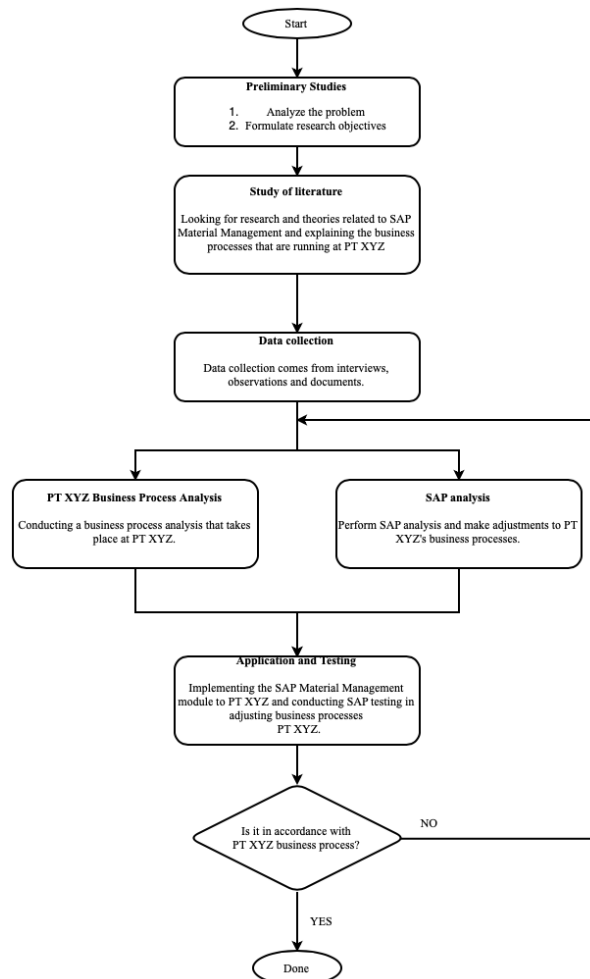 Start
Preliminary Studies
1. Analyze the problem
2. Formulate research objectives
Study of literature
Looking for research and theories related to SAP
Material Management and explaining the business
processes that are running at PT XYZ
Data collection
Data collection comes from interviews,
observations and documents.
PT XYZ Business Process Analysis
Conducting a business process analysis that takes
place at PT XYZ.
SAP analysis
Perform SAP analysis and make adjustments to PT
XYZ's business processes.
Application and Testing
Implementing the SAP Material Management
module to PT XYZ and conducting SAP testing in
adjusting business processes
PT XYZ.
Is it in accordance with
PT XYZ business process?
NO
YES
Done